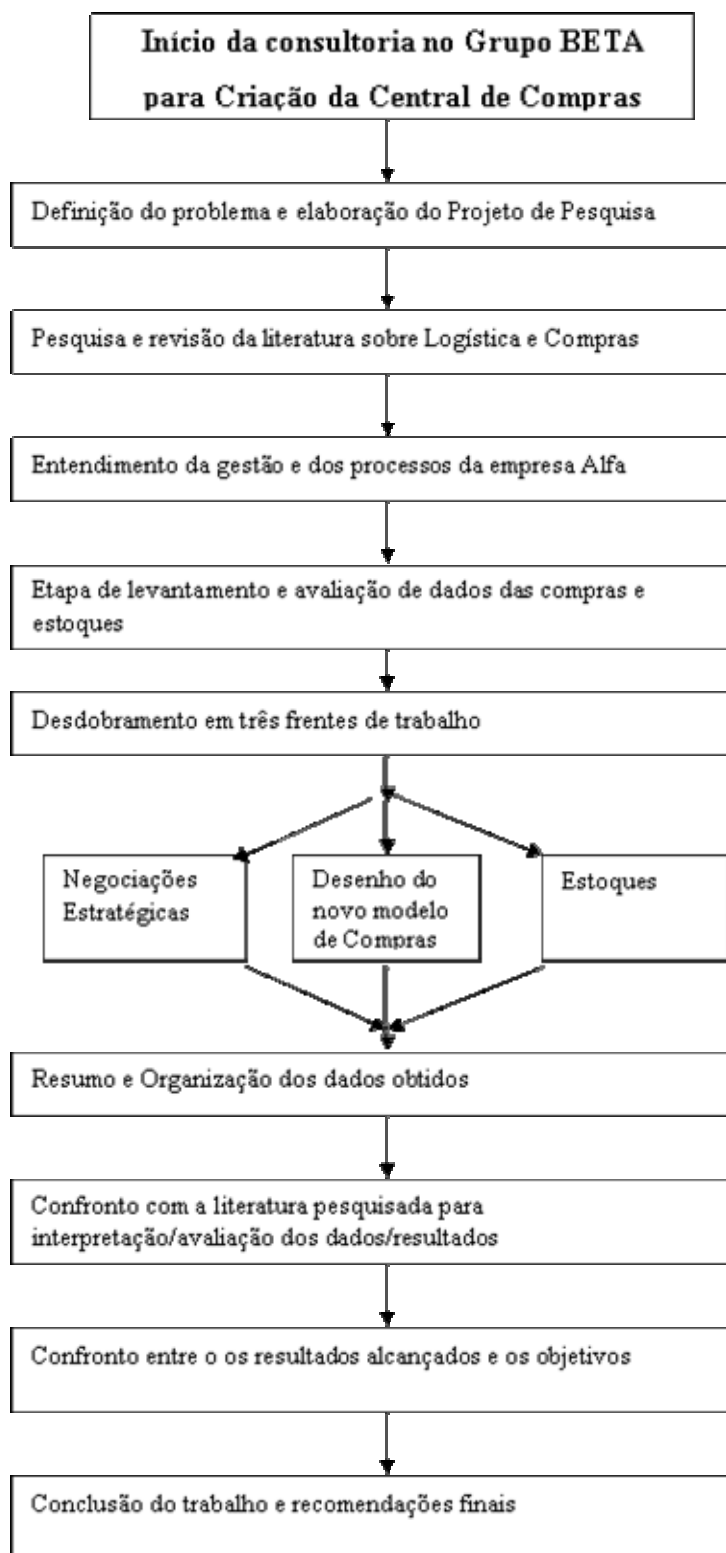 Início da consultoria no Grupo BETA
para Criação da Central de Compras
Definição do problema e elaboração do Projeto de Pesquisa
Pesquisa e revisão da literatura sobre Logística e Compras
Entendimento da gestão e dos processos da empresa Alfa
Etapa de levantamento e avaliação de dados das compras e
estoques
Desdobramento em três frentes de trabalho
Negociações
Estratégicas
Desenho do
novo modelo
de Compras
Estoques
Resumo e Organização dos dados obtidos
Confronto com a literatura pesquisada para
interpretação/avaliação dos dados/resultados
Confronto entre o os resultados alcançados e os objetivos
Conclusão do trabalho e recomendações finais